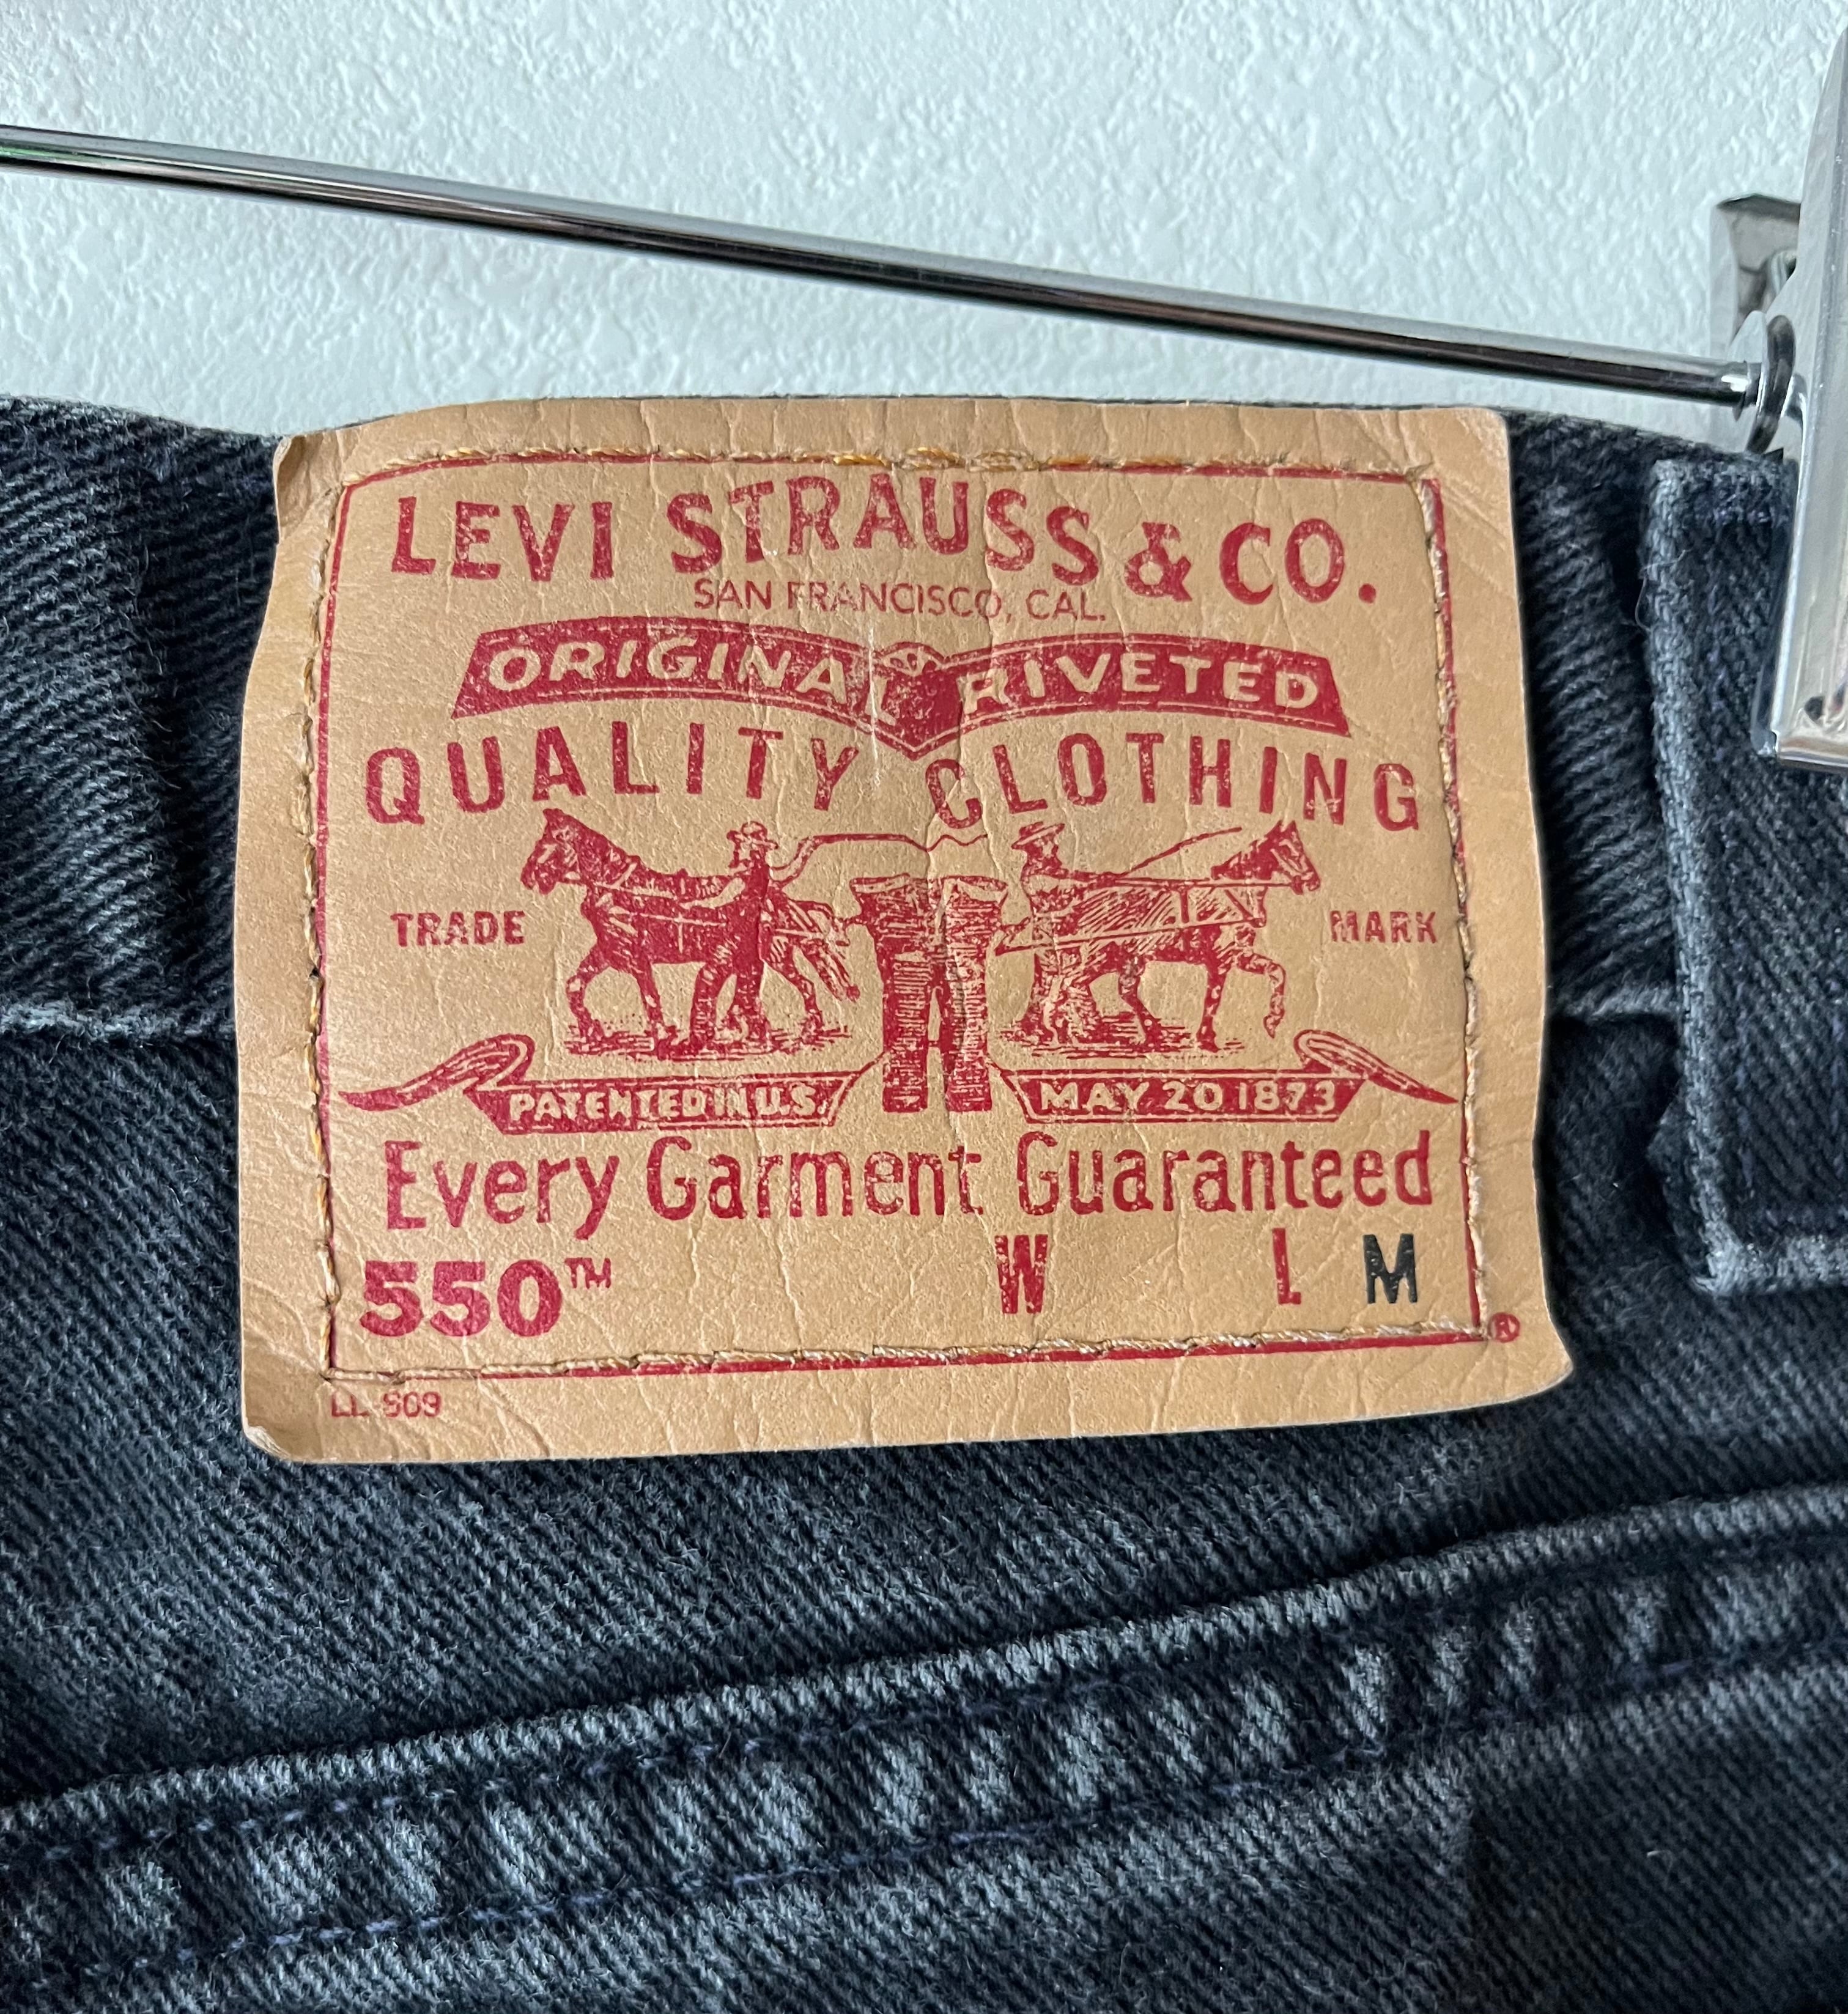 LEVI STRAUSS & CO.
SAN FRANCISCO, CAL.
ORIGINAL RIVETED
QUALITY CLOTHING
TRADE MARK
PATENTED IN U.S. MAY 20 1873
Every Garment Guaranteed
550™ W L M
®
LL